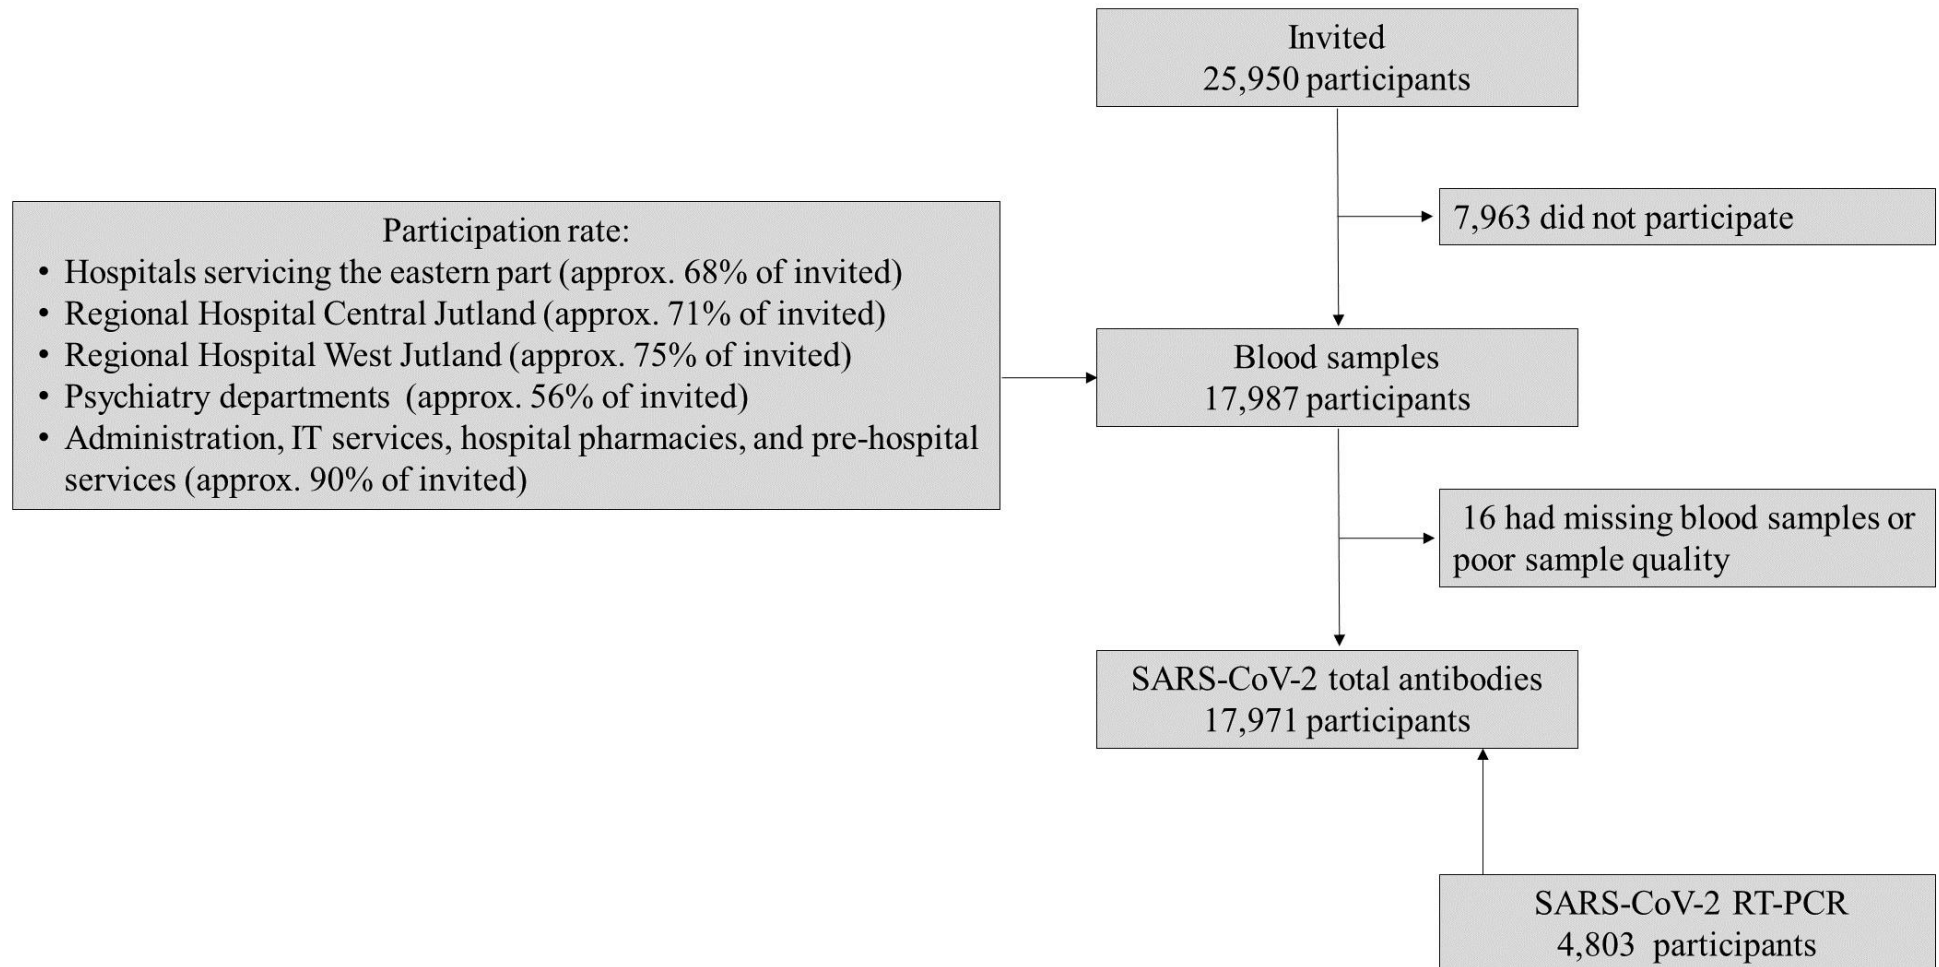 Invited
25,950 participants
7,963 did not participate
Participation rate:
• Hospitals servicing the eastern part (approx. 68% of invited)
• Regional Hospital Central Jutland (approx. 71% of invited)
• Regional Hospital West Jutland (approx. 75% of invited)
• Psychiatry departments (approx. 56% of invited)
• Administration, IT services, hospital pharmacies, and pre-hospital
services (approx. 90% of invited)
Blood samples
17,987 participants
16 had missing blood samples or
poor sample quality
SARS-CoV-2 total antibodies
17,971 participants
SARS-CoV-2 RT-PCR
4,803 participants